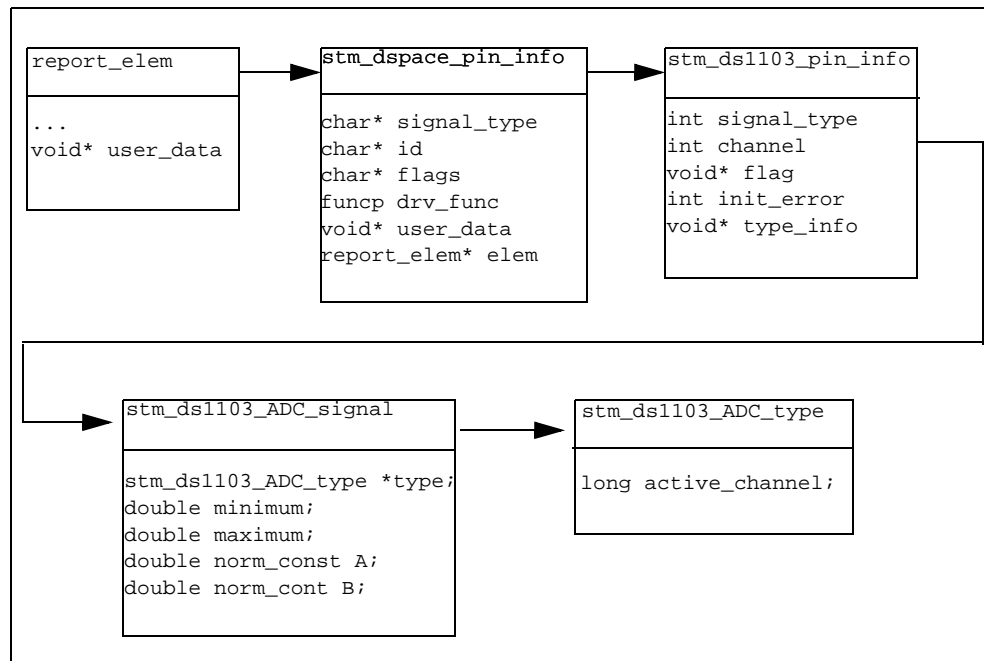 report_elem
...
void* user_data
stm_dspace_pin_info
char* signal_type
char* id
char* flags
funcp drv_func
void* user_data
report_elem* elem
stm_ds1103_pin_info
int signal_type
int channel
void* flag
int init_error
void* type_info
stm_ds1103_ADC_signal
stm_ds1103_ADC_type *type;
double minimum;
double maximum;
double norm_const A;
double norm_cont B;
stm_ds1103_ADC_type
long active_channel;